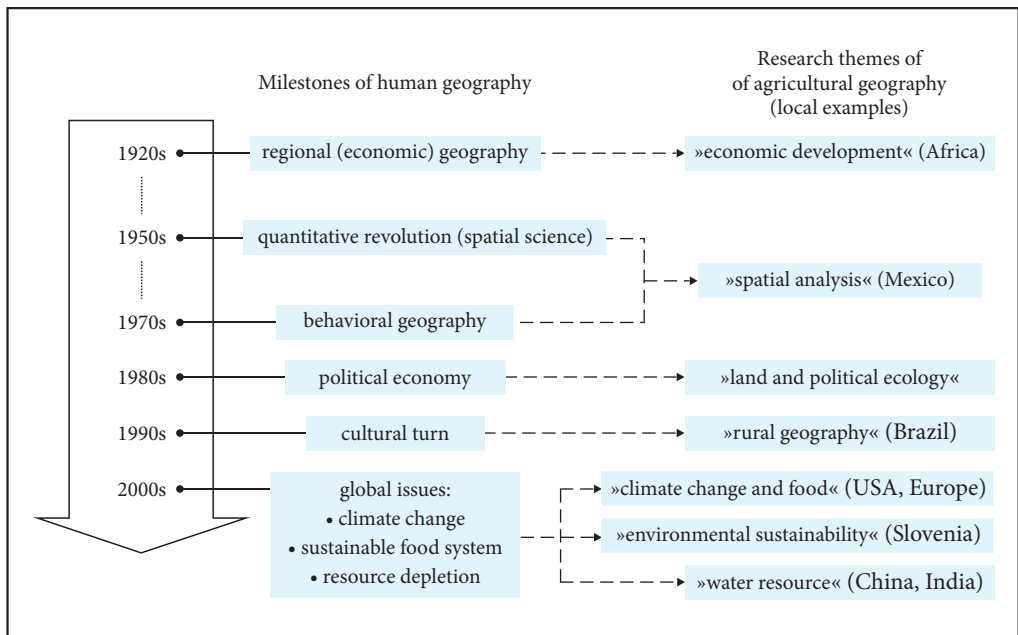 Milestones of human geography
Research themes of
of agricultural geography
(local examples)
1920s
regional (economic) geography
»economic development« (Africa)
1950s
quantitative revolution (spatial science)
»spatial analysis« (Mexico)
1970s
behavioral geography
1980s
political economy
»land and political ecology«
1990s
cultural turn
»rural geography« (Brazil)
2000s
global issues:
• climate change
• sustainable food system
• resource depletion
»climate change and food« (USA, Europe)
»environmental sustainability« (Slovenia)
»water resource« (China, India)